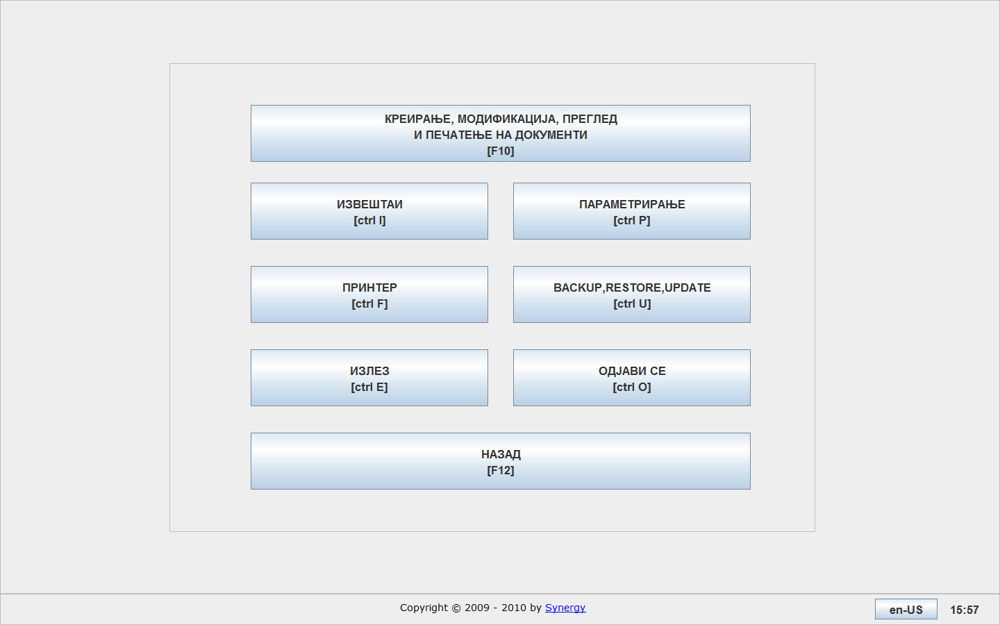 КРЕИРАЊЕ, МОДИФИКАЦИЈА, ПРЕГЛЕД
И ПЕЧАТЕЊЕ НА ДОКУМЕНТИ
[F10]
ИЗВЕШТАИ
[ctrl I]
ПАРАМЕТРИРАЊЕ
[ctrl P]
ПРИНТЕР
[ctrl F]
BACKUP,RESTORE,UPDATE
[ctrl U]
ИЗЛЕЗ
[ctrl E]
ОДЈАВИ СЕ
[ctrl O]
НАЗАД
[F12]
Copyright © 2009 - 2010 by Synergy
en-US
15:57